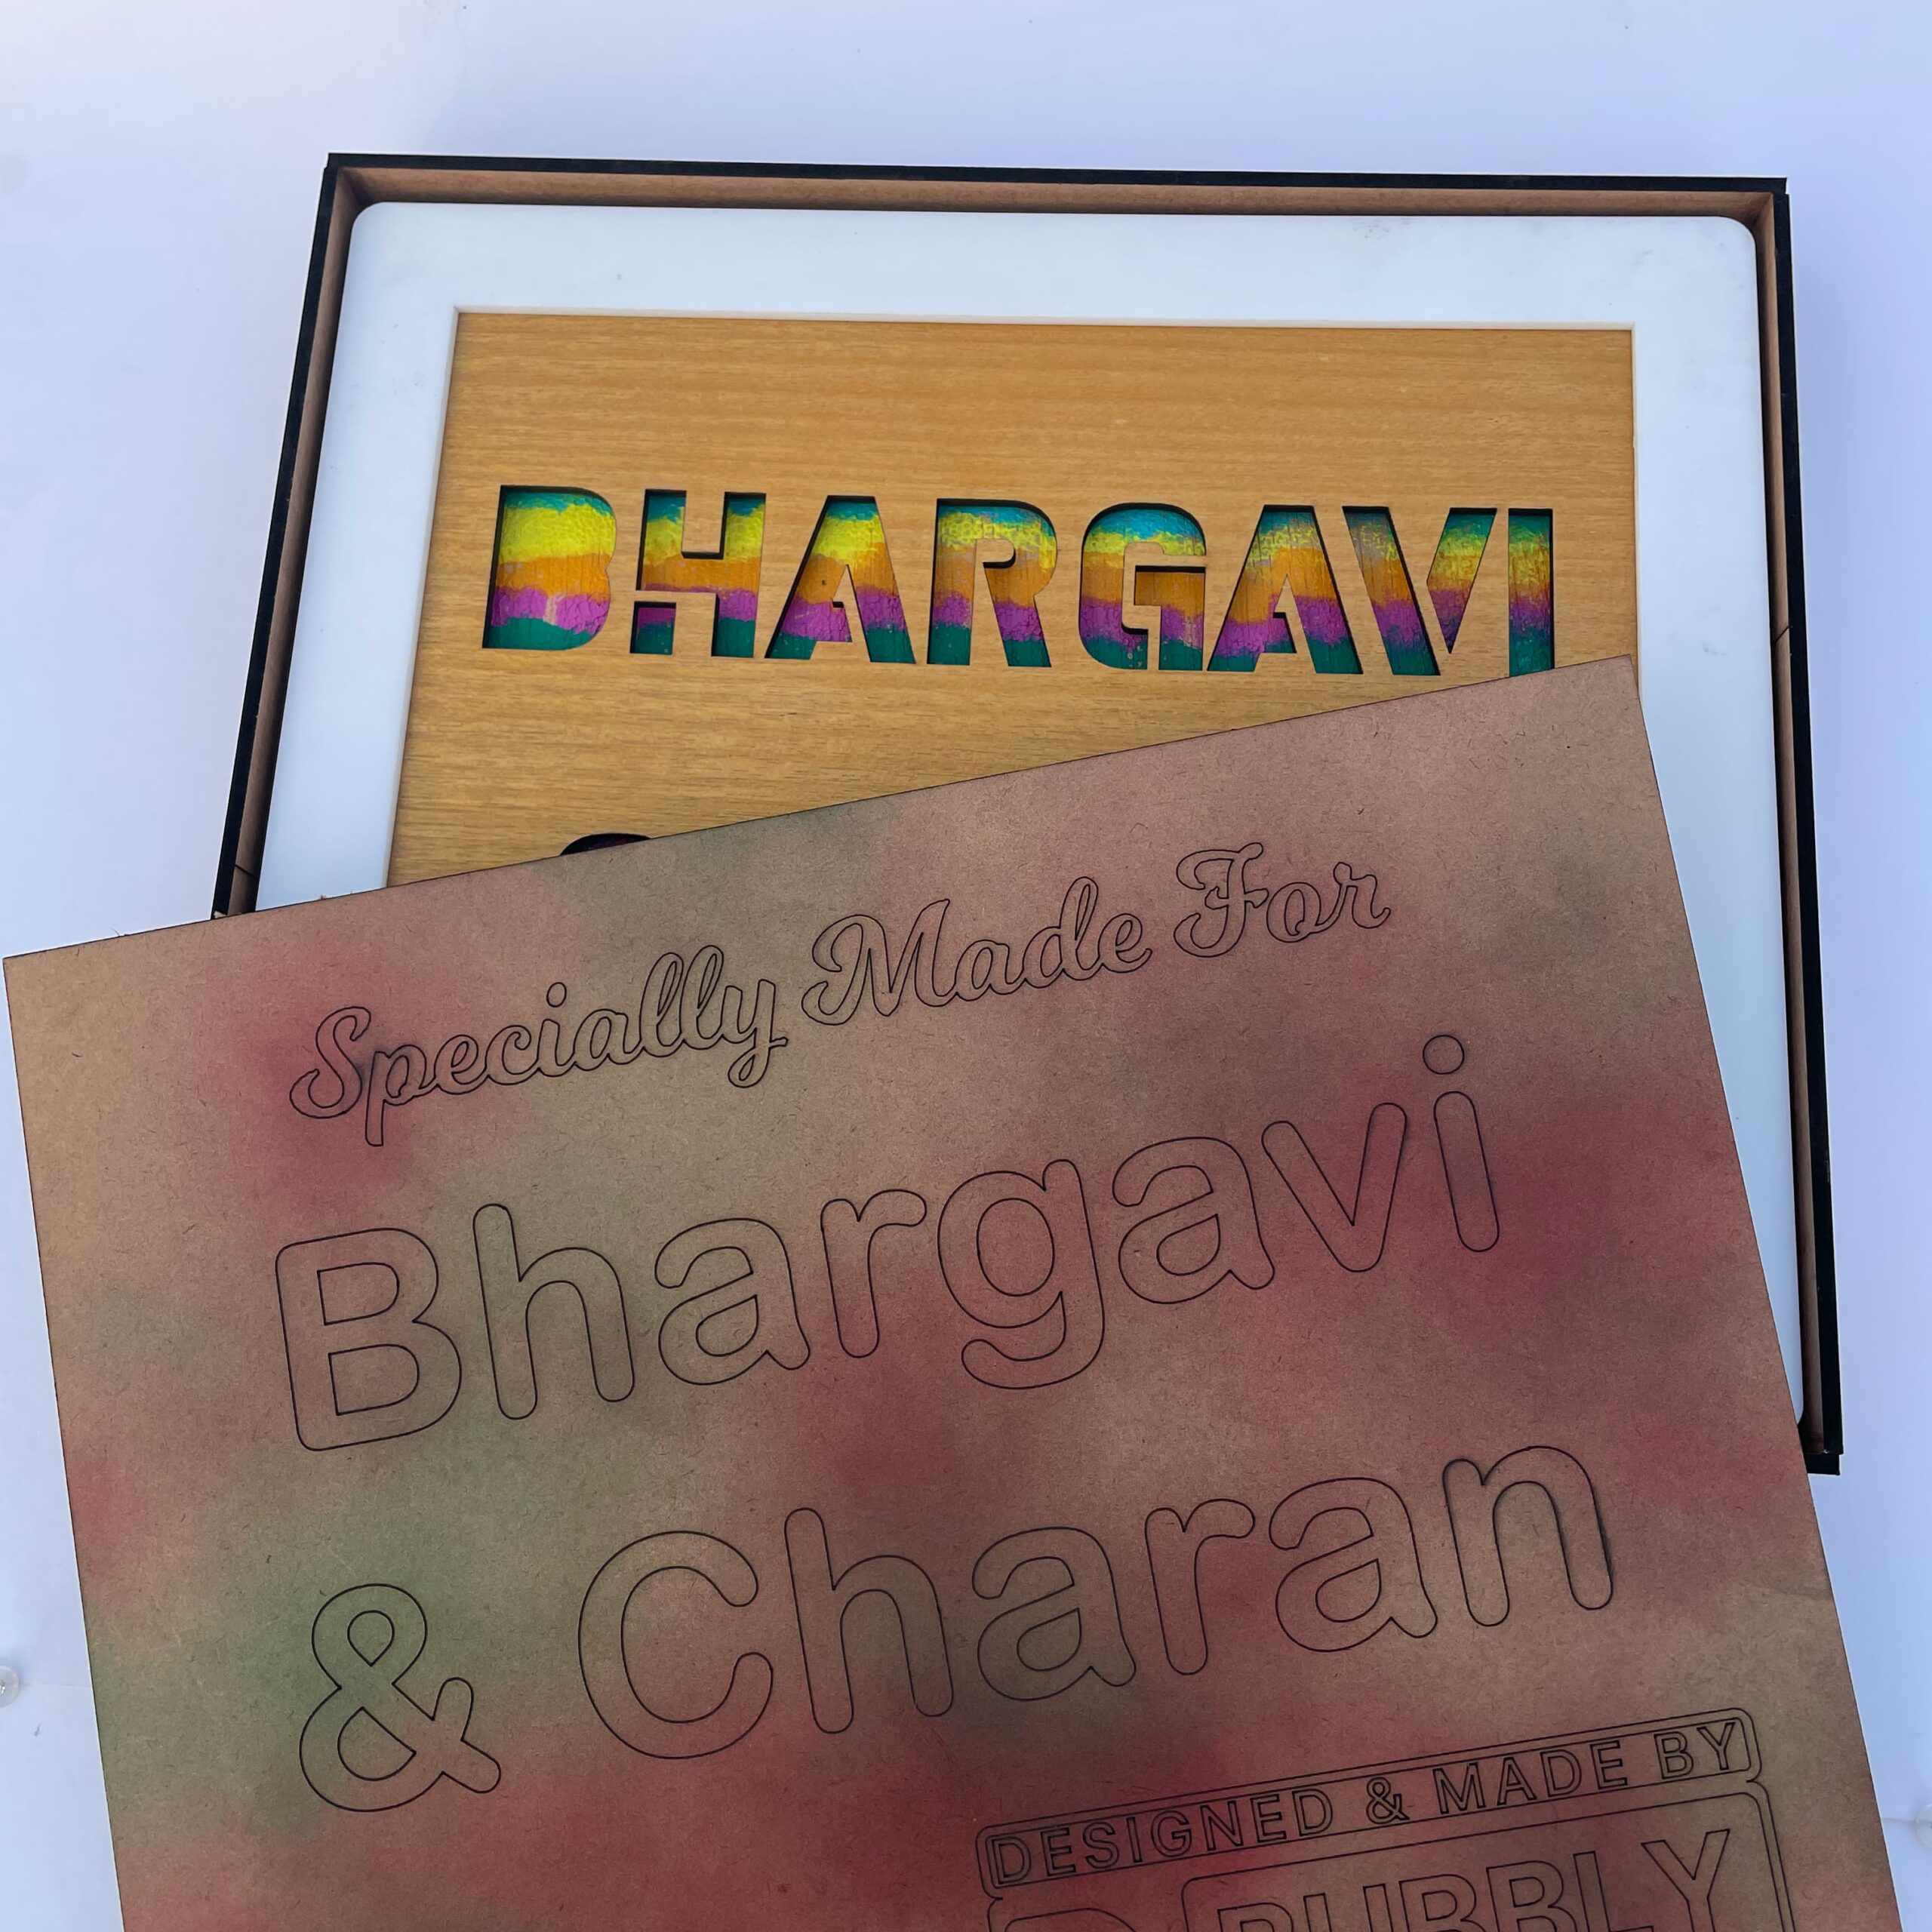 BHARGAVI
Specially Made For
Bhargavi
& Charan
DESIGNED & MADE BY